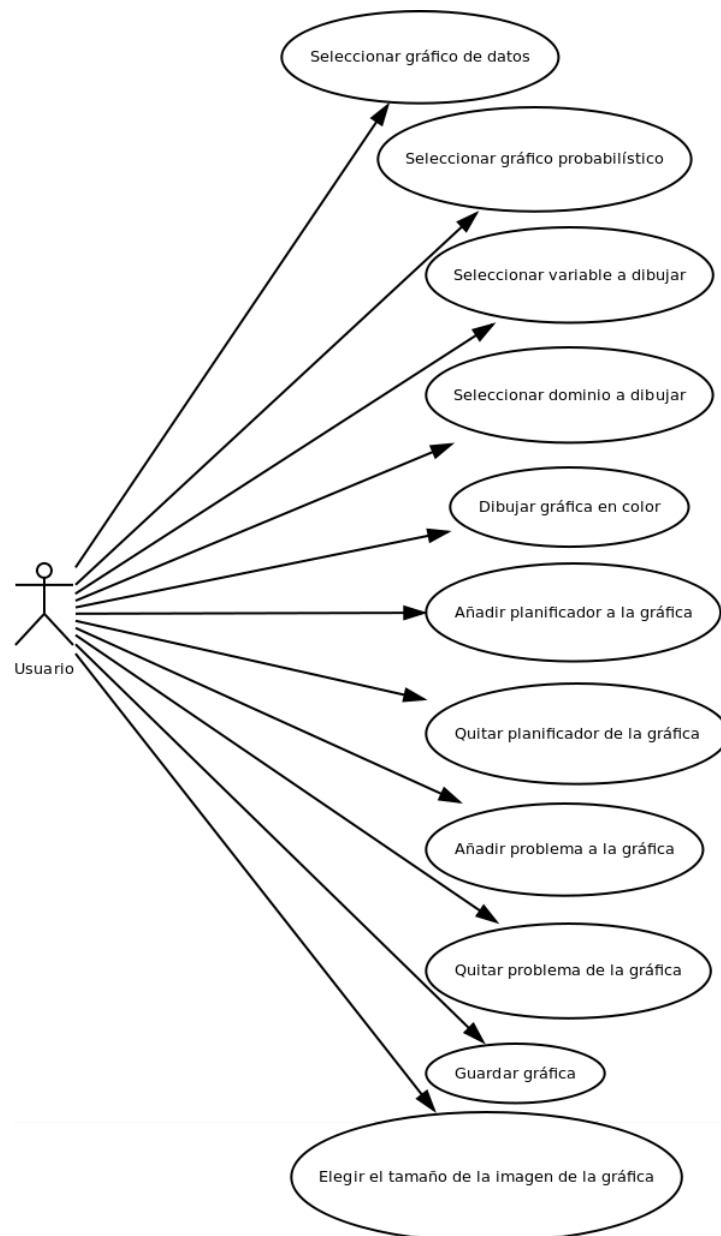 Seleccionar gráfico de datos
Seleccionar gráfico probabilístico
Seleccionar variable a dibujar
Seleccionar dominio a dibujar
Dibujar gráfica en color
Añadir planificador a la gráfica
Usuario
Quitar planificador de la gráfica
Añadir problema a la gráfica
Quitar problema de la gráfica
Guardar gráfica
Elegir el tamaño de la imagen de la gráfica